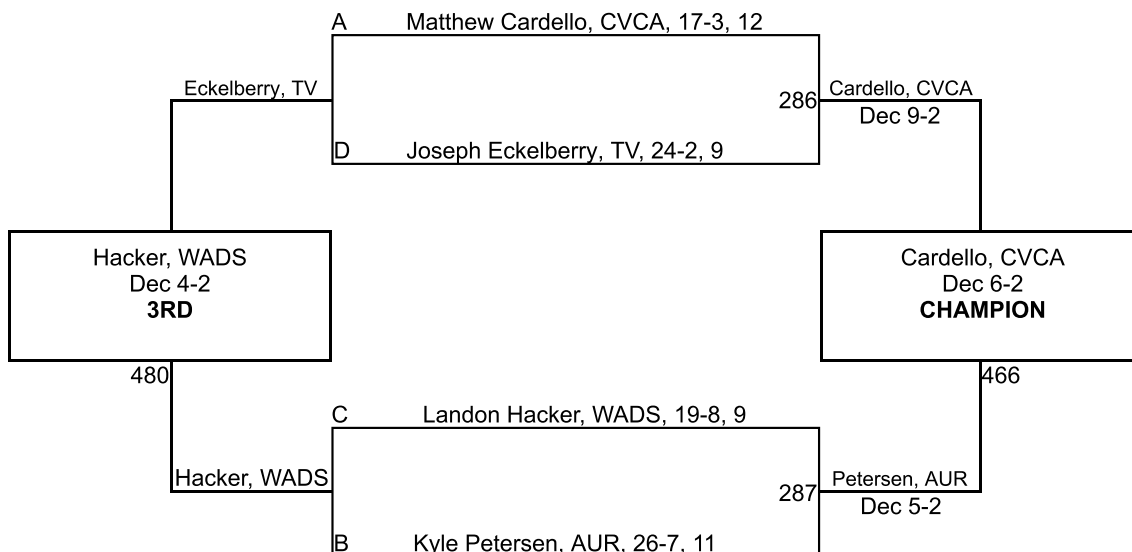 A Matthew Cardello, CVCA, 17-3, 12
Eckelberry, TV
286
Cardello, CVCA
Dec 9-2
D Joseph Eckelberry, TV, 24-2, 9
Hacker, WADS
Dec 4-2
3RD
Cardello, CVCA
Dec 6-2
CHAMPION
480
466
C Landon Hacker, WADS, 19-8, 9
Hacker, WADS
287
Petersen, AUR
Dec 5-2
B Kyle Petersen, AUR, 26-7, 11